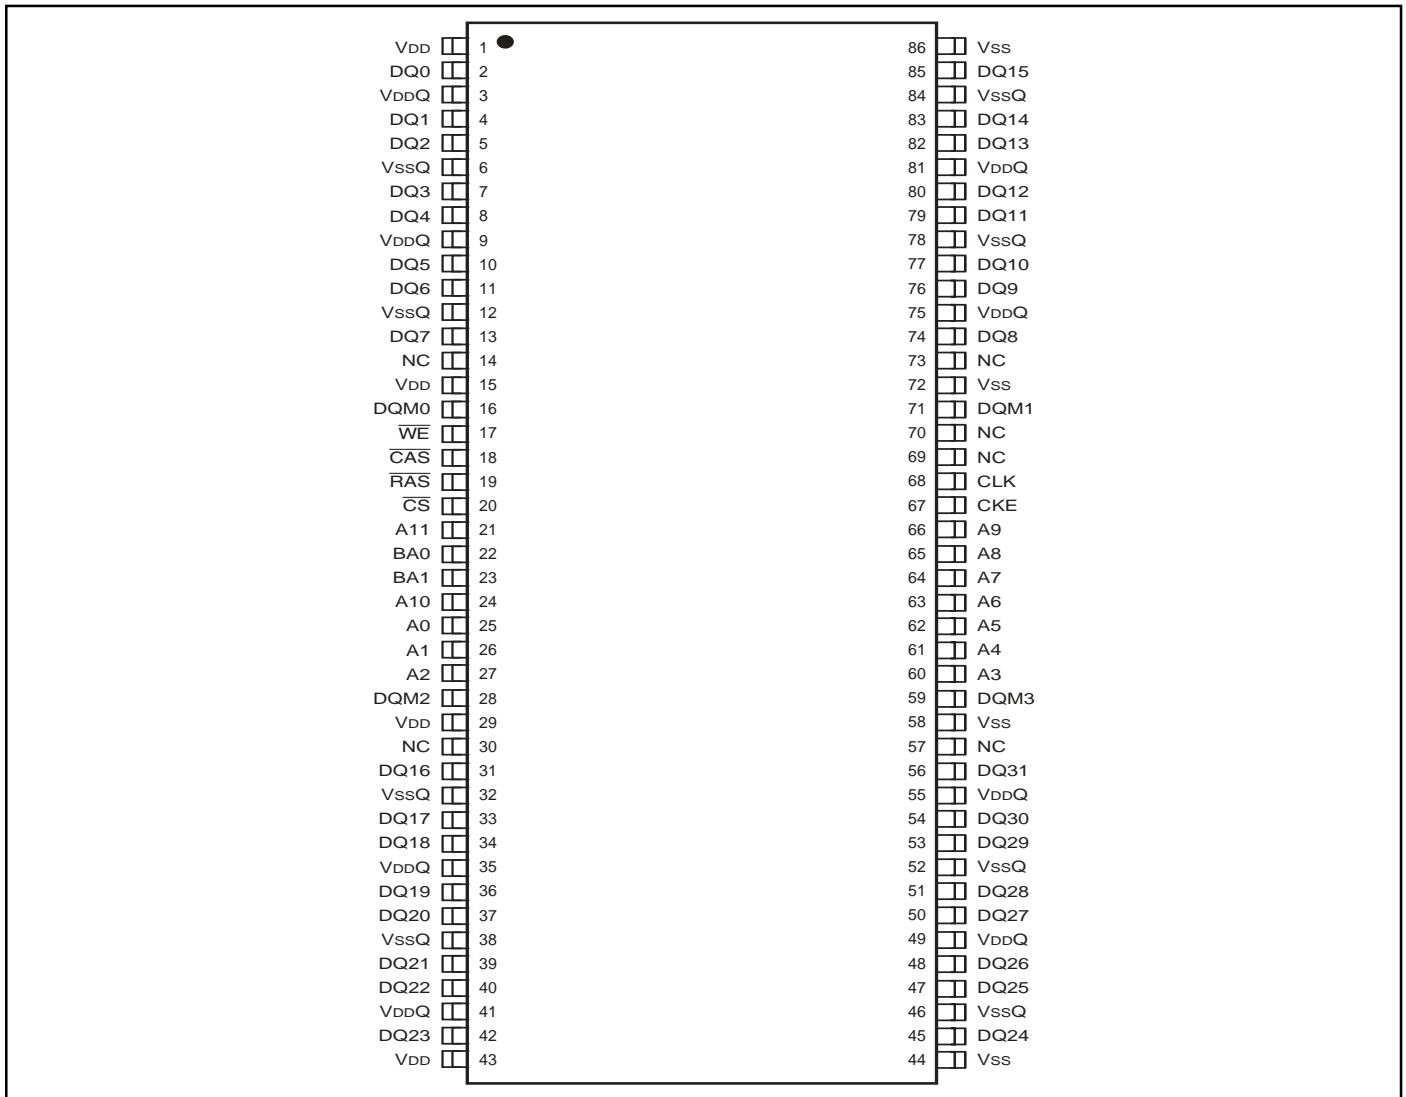 VDD 1 86 Vss
DQ0 2 85 DQ15
VDDQ 3 84 VssQ
DQ1 4 83 DQ14
DQ2 5 82 DQ13
VssQ 6 81 VDDQ
DQ3 7 80 DQ12
DQ4 8 79 DQ11
VDDQ 9 78 VssQ
DQ5 10 77 DQ10
DQ6 11 76 DQ9
VssQ 12 75 VDDQ
DQ7 13 74 DQ8
NC 14 73 NC
VDD 15 72 Vss
DQM0 16 71 DQM1
W̅E̅ 17 70 NC
C̅A̅S̅ 18 69 NC
R̅A̅S̅ 19 68 CLK
C̅S̅ 20 67 CKE
A11 21 66 A9
BA0 22 65 A8
BA1 23 64 A7
A10 24 63 A6
A0 25 62 A5
A1 26 61 A4
A2 27 60 A3
DQM2 28 59 DQM3
VDD 29 58 Vss
NC 30 57 NC
DQ16 31 56 DQ31
VssQ 32 55 VDDQ
DQ17 33 54 DQ30
DQ18 34 53 DQ29
VDDQ 35 52 VssQ
DQ19 36 51 DQ28
DQ20 37 50 DQ27
VssQ 38 49 VDDQ
DQ21 39 48 DQ26
DQ22 40 47 DQ25
VDDQ 41 46 VssQ
DQ23 42 45 DQ24
VDD 43 44 Vss